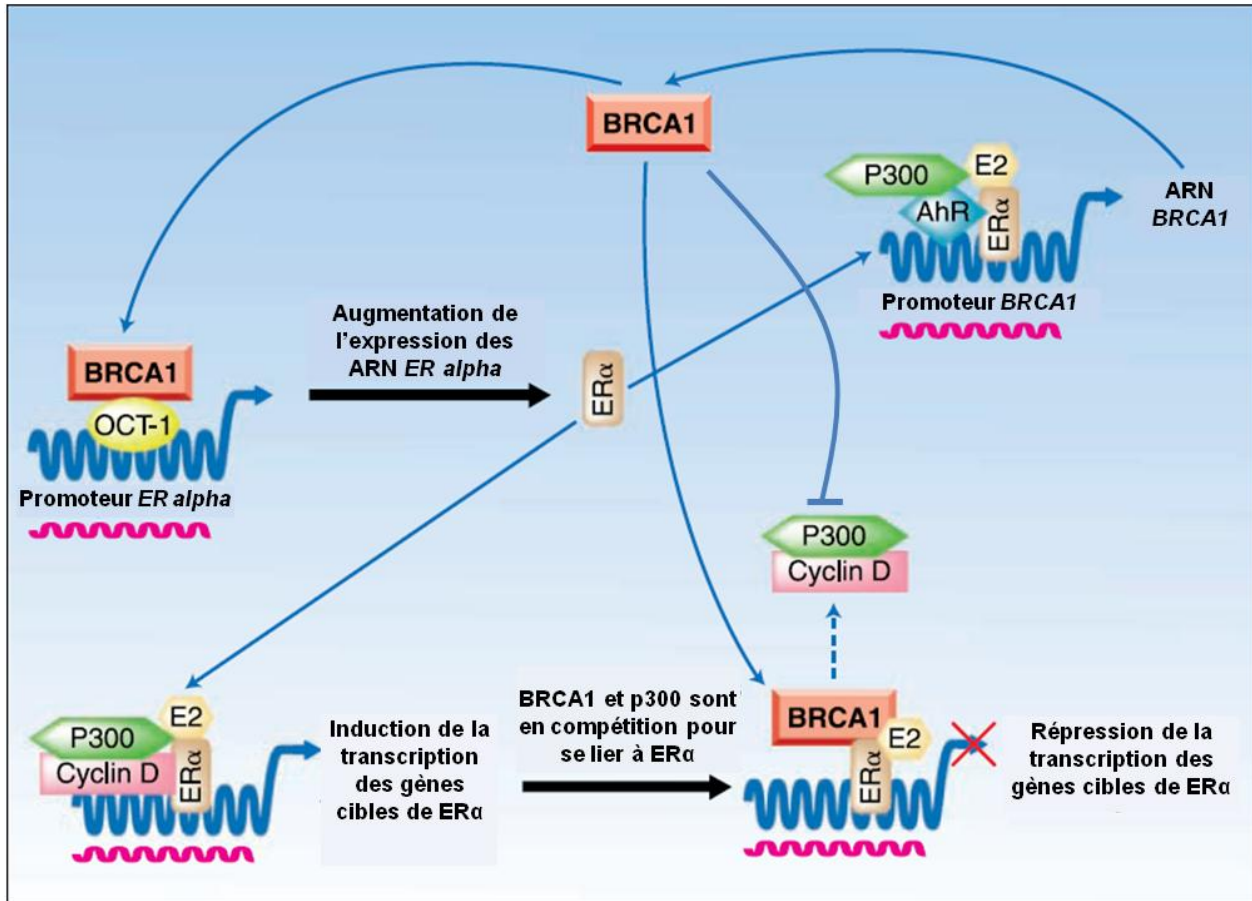 BRCA1
P300
E2
AhR
ERα
ARN
BRCA1
Promoteur BRCA1
Augmentation de
l'expression des
ARN ER alpha
BRCA1
OCT-1
Promoteur ER alpha
ERα
P300
Cyclin D
P300
E2
Cyclin D
ERα
Induction de la
transcription
des gènes
cibles de ERα
BRCA1 et p300 sont
en compétition pour
se lier à ERα
BRCA1
E2
ERα
Répression de la
transcription des
gènes cibles de ERα